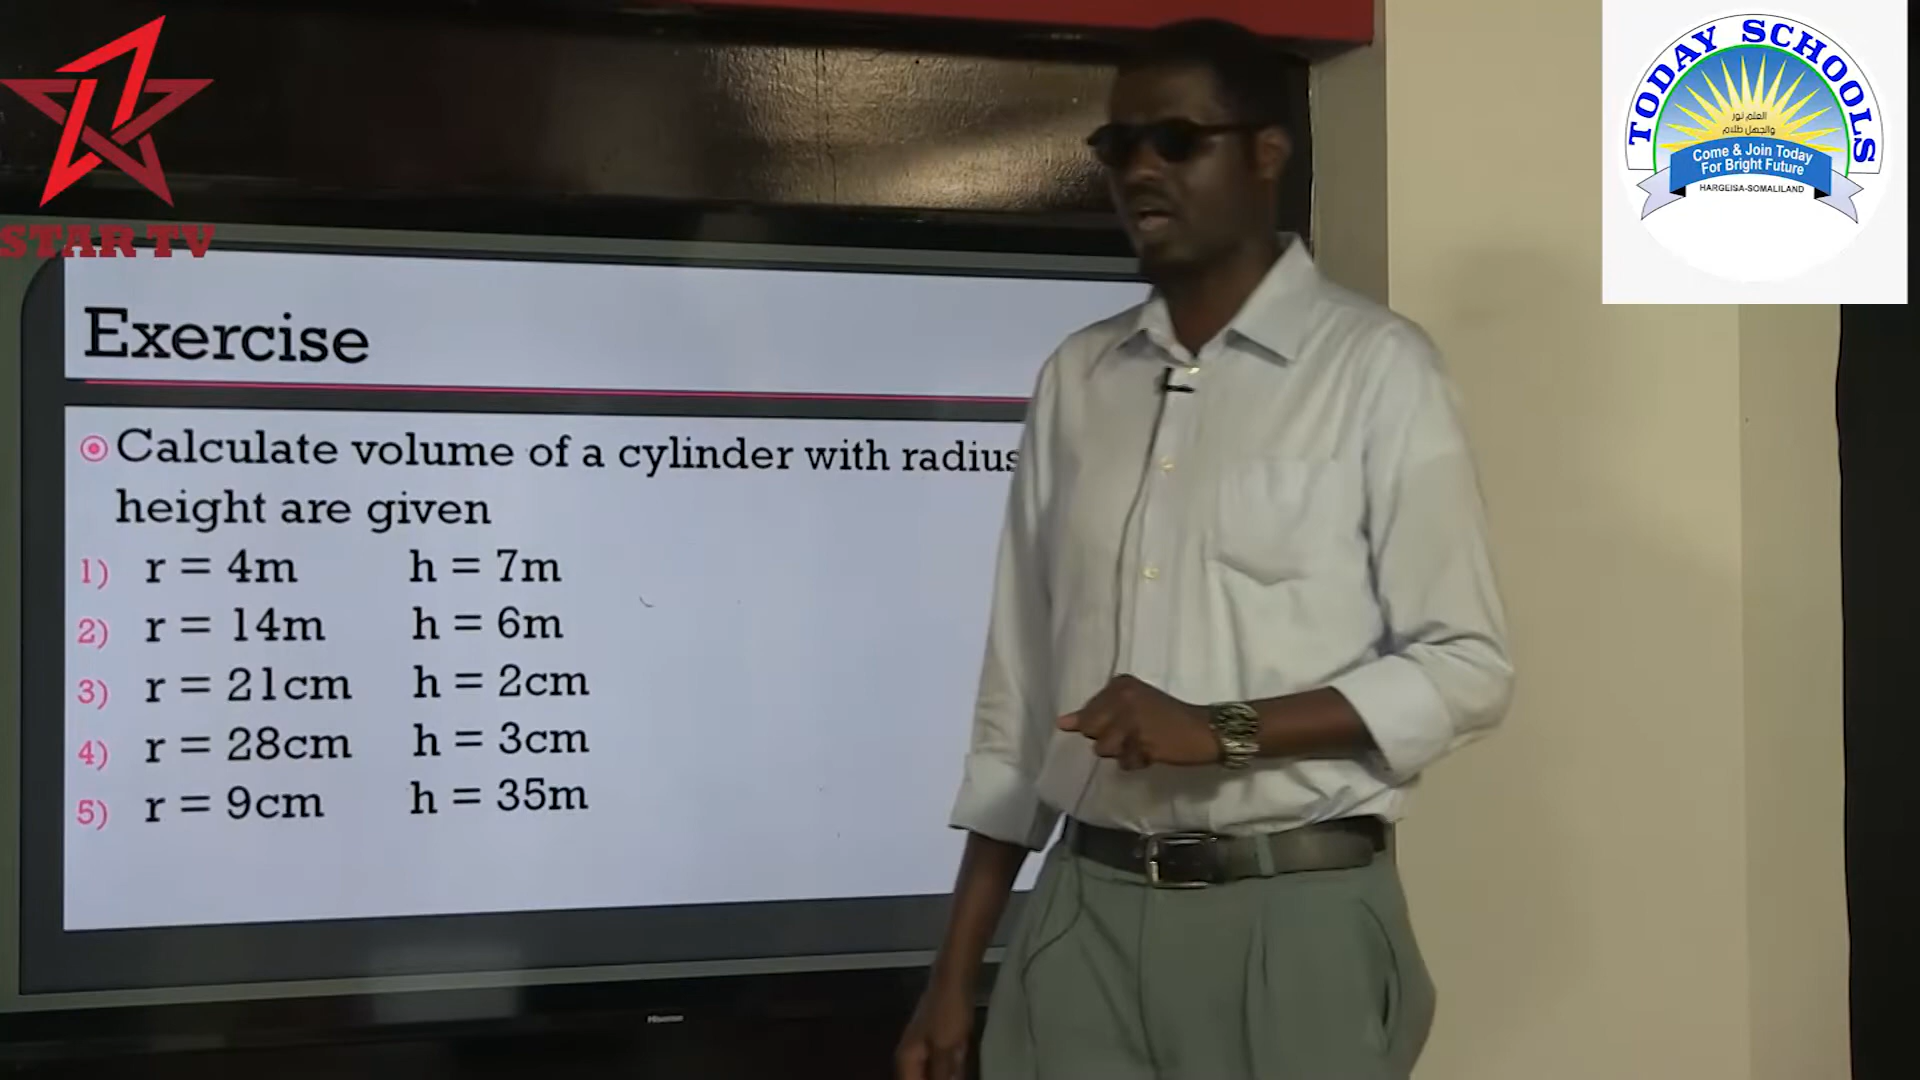 STAR TV
TODAY SCHOOLS
العلم نور
والجهل ظلام
Come & Join Today
For Bright Future
HARGEISA-SOMALILAND
Exercise
Calculate volume of a cylinder with radius
height are given
1) r = 4m h = 7m
2) r = 14m h = 6m
3) r = 21cm h = 2cm
4) r = 28cm h = 3cm
5) r = 9cm h = 35m
Hisense